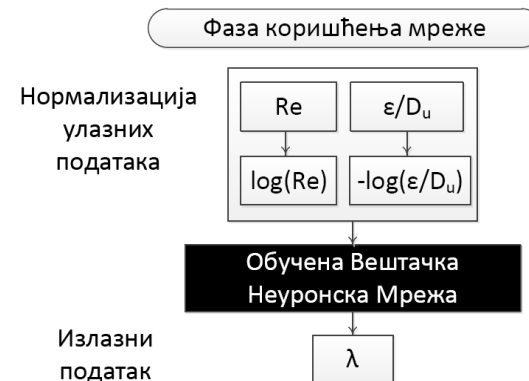 Фаза коришћења мреже
Нормализација
улазних
података
Re
ε/Dᵤ
log(Re)
-log(ε/Dᵤ)
Обучена Вештачка
Неуронска Мрежа
Излазни
податак
λ